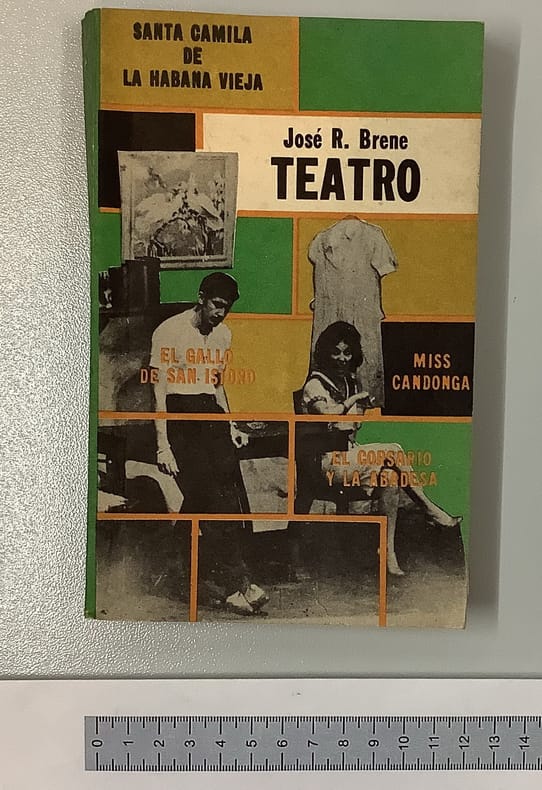 SANTA CAMILA
DE
LA HABANA VIEJA
José R. Brene
TEATRO
EL GALLO
DE SAN ISIDRO
MISS
CANDONGA
EL CORSARIO
Y LA ABADESA
0 1 2 3 4 5 6 7 8 9 10 11 12 13 14